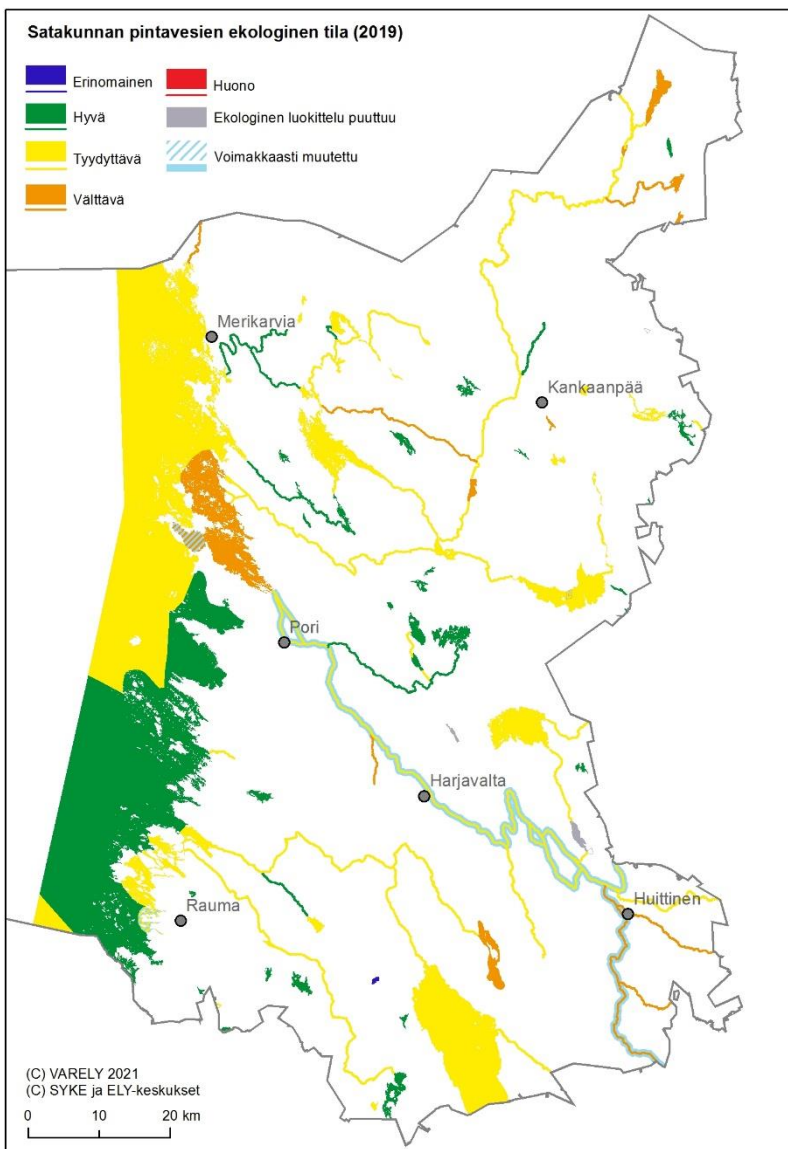 Satakunnan pintavesien ekologinen tila (2019)
Erinomainen
Hyvä
Tyydyttävä
Välttävä
Huono
Ekologinen luokittelu puuttuu
Voimakkaasti muutettu
Merikarvia
Kankaanpää
Pori
Harjavalta
Rauma
Huittinen
(C) VARELY 2021
(C) SYKE ja ELY-keskukset
0 10 20 km